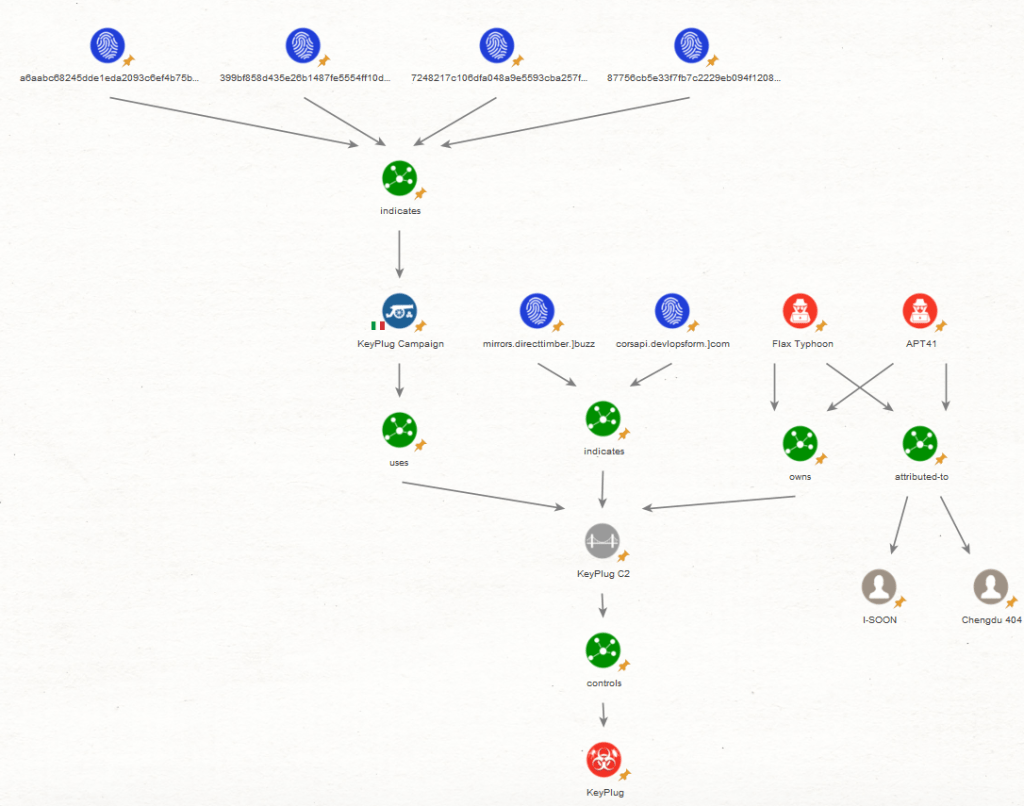 a6aabc68245dde1eda2093c6ef4b75b...
399bf858d435e26b1487fe5554ff10d...
7248217c106dfa048a9e5593cba257f...
87756cb5e33f7fb7c2229eb094f1208...
indicates
KeyPlug Campaign
mirrors.directtimber.]buzz
corsapi.devlopsform.]com
Flax Typhoon
APT41
uses
indicates
owns
attributed-to
KeyPlug C2
I-SOON
Chengdu 404
controls
KeyPlug